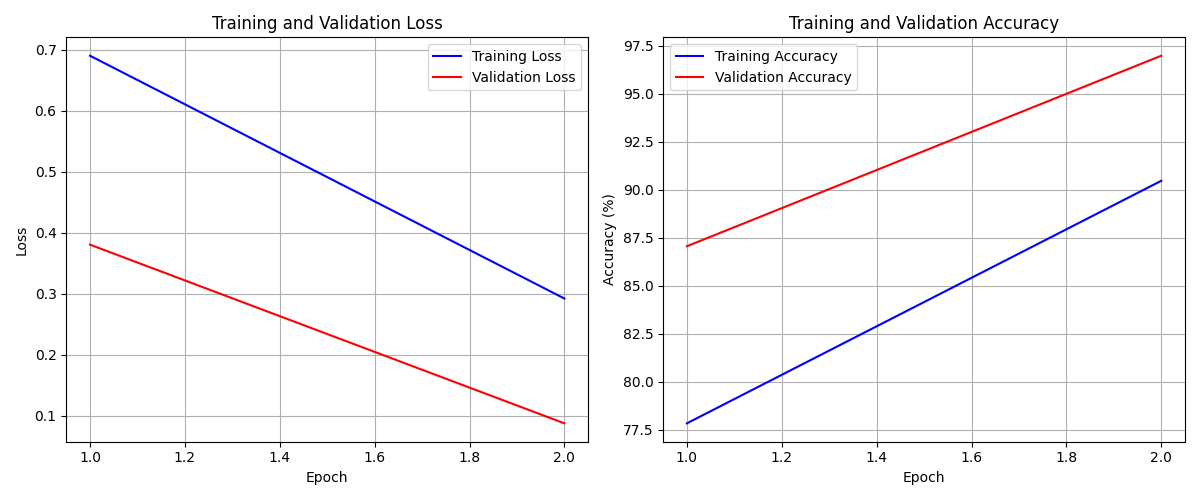 Training and Validation Loss
Training Loss
Validation Loss
0.7
0.6
0.5
0.4
0.3
0.2
0.1
Loss
1.0 1.2 1.4 1.6 1.8 2.0
Epoch
Training and Validation Accuracy
Training Accuracy
Validation Accuracy
97.5
95.0
92.5
90.0
87.5
85.0
82.5
80.0
77.5
Accuracy (%)
1.0 1.2 1.4 1.6 1.8 2.0
Epoch